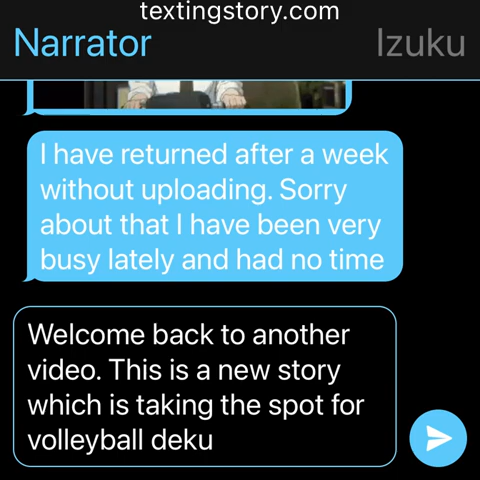 textingstory.com
Narrator
Izuku
I have returned after a week
without uploading. Sorry
about that I have been very
busy lately and had no time
Welcome back to another
video. This is a new story
which is taking the spot for
volleyball deku